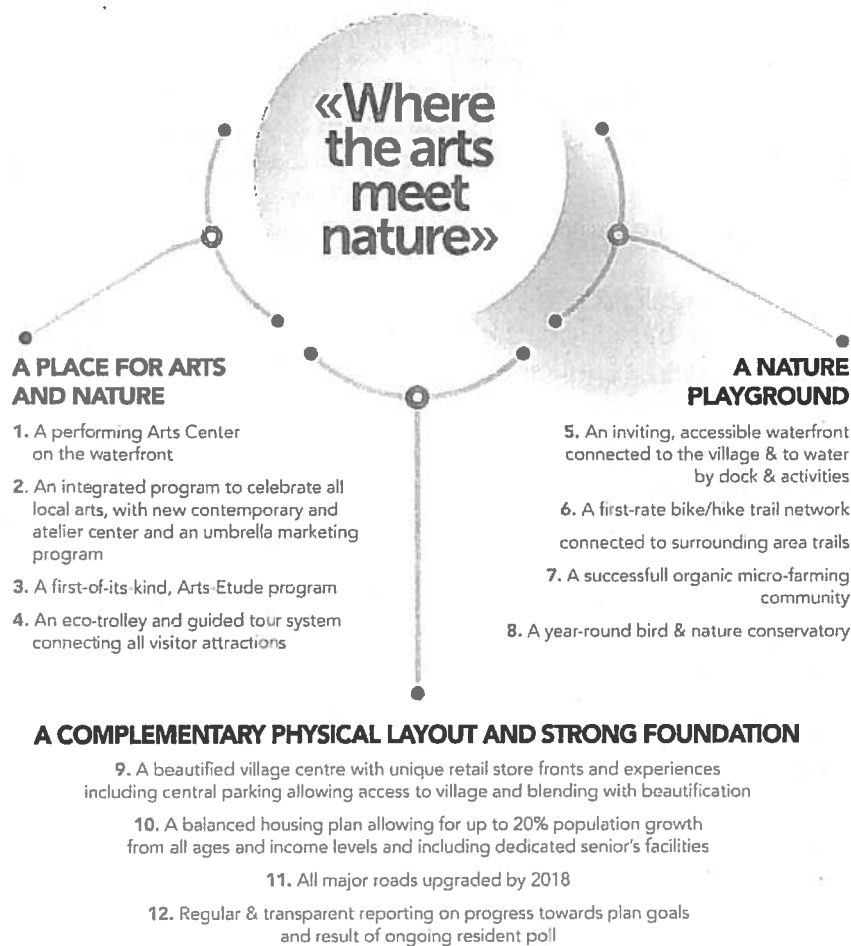 «Where
the arts
meet
nature»
A PLACE FOR ARTS
AND NATURE
1. A performing Arts Center
on the waterfront
2. An integrated program to celebrate all
local arts, with new contemporary and
atelier center and an umbrella marketing
program
3. A first-of-its-kind, Arts-Etude program
4. An eco-trolley and guided tour system
connecting all visitor attractions
A NATURE
PLAYGROUND
5. An inviting, accessible waterfront
connected to the village & to water
by dock & activities
6. A first-rate bike/hike trail network
connected to surrounding area trails
7. A successfull organic micro-farming
community
8. A year-round bird & nature conservatory
A COMPLEMENTARY PHYSICAL LAYOUT AND STRONG FOUNDATION
9. A beautified village centre with unique retail store fronts and experiences
including central parking allowing access to village and blending with beautification
10. A balanced housing plan allowing for up to 20% population growth
from all ages and income levels and including dedicated senior's facilities
11. All major roads upgraded by 2018
12. Regular & transparent reporting on progress towards plan goals
and result of ongoing resident poll